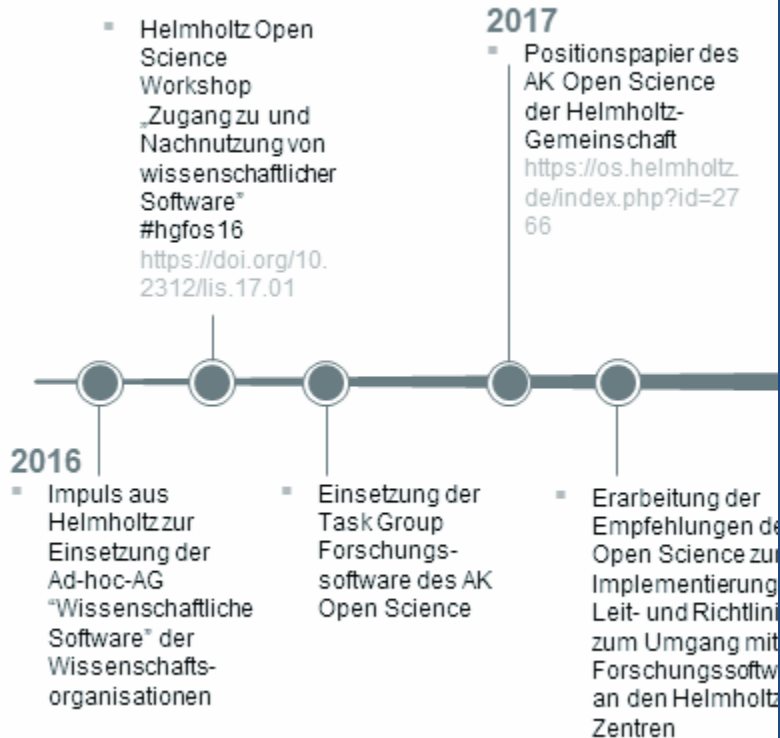 Helmholtz Open
Science
Workshop
„Zugang zu und
Nachnutzung von
wissenschaftlicher
Software"
#hgfos16
https://doi.org/10.
2312/lis.17.01
2017
Positionspapier des
AK Open Science
der Helmholtz-
Gemeinschaft
https://os.helmholtz.
de/index.php?id=27
66
2016
Impuls aus
Helmholtz zur
Einsetzung der
Ad-hoc-AG
"Wissenschaftliche
Software" der
Wissenschafts-
organisationen
Einsetzung der
Task Group
Forschungs-
software des AK
Open Science
Erarbeitung der
Empfehlungen de
Open Science zur
Implementierung
Leit- und Richtlini
zum Umgang mit
Forschungssoftw
an den Helmholtz
Zentren